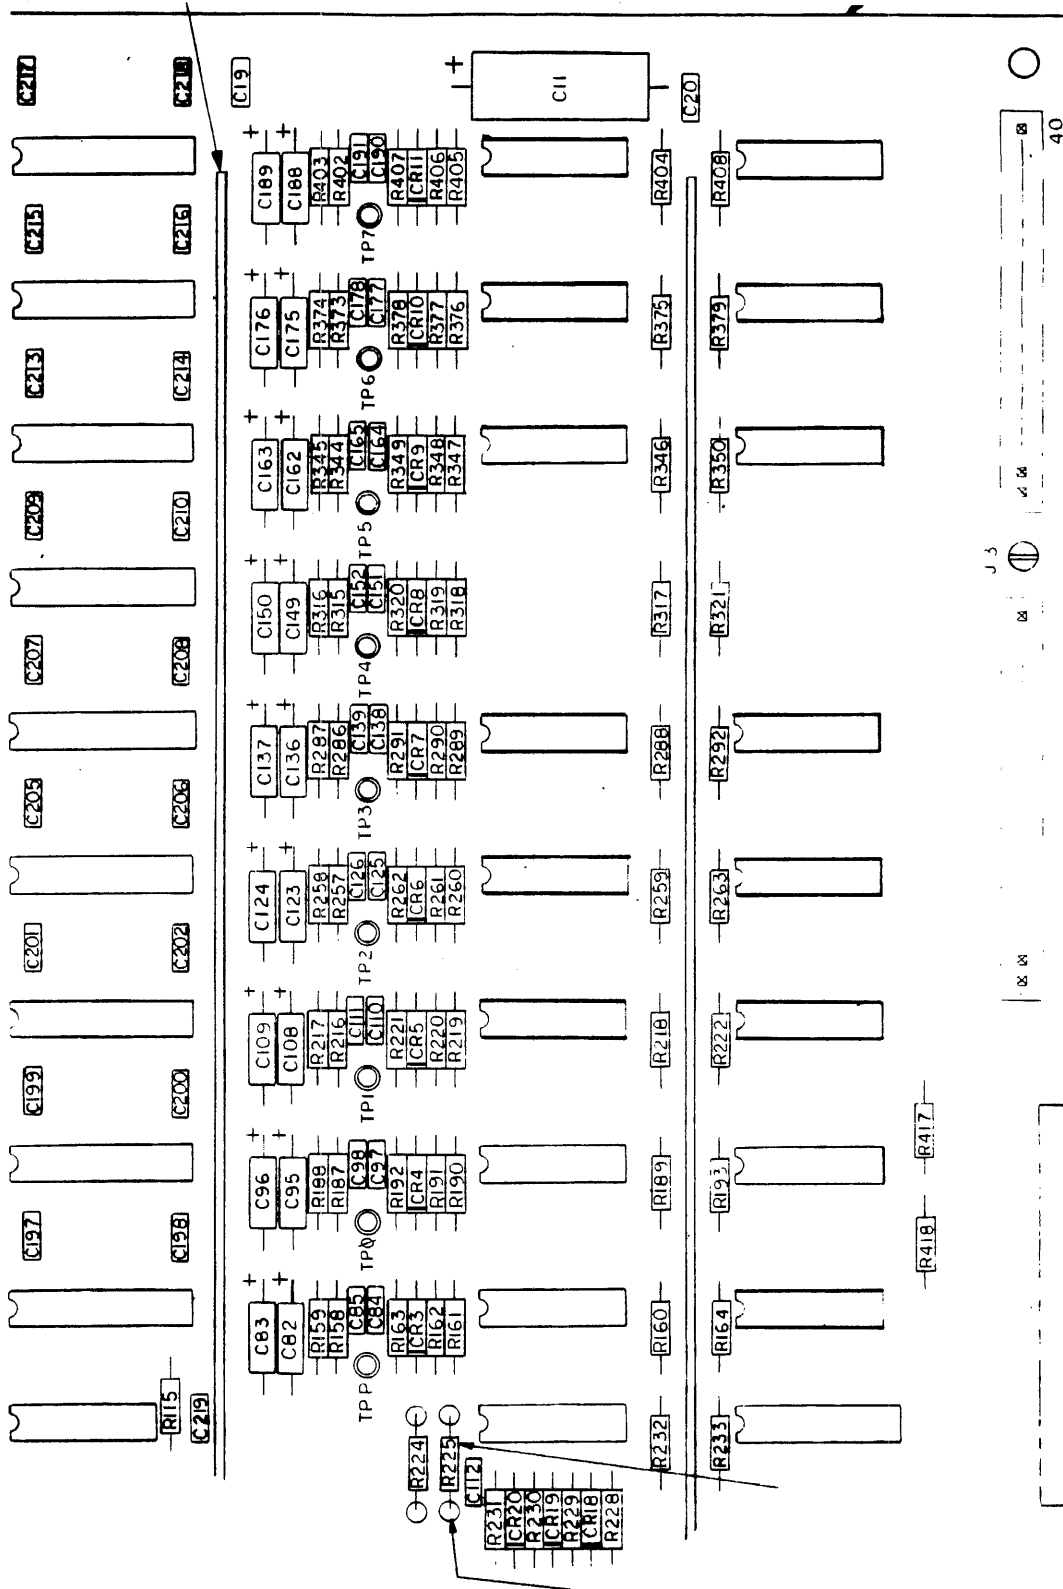 C217
C218
C19
+
C11
C20
40
+
+
C189
C188
R403
R402
C191
C190
R407
CR11
R406
R405
R404
R408
C215
C216
TP7
+
+
C176
C175
R374
R373
C178
C177
R378
CR10
R377
R376
R375
R379
C213
C214
TP6
+
+
C163
C162
R345
R344
C165
C164
R349
CR9
R348
R347
R346
R350
C209
C210
TP5
J3
+
+
C150
C149
R316
R315
C152
C151
R320
CR8
R319
R318
R317
R321
C207
C208
TP4
+
+
C137
C136
R287
R286
C139
C138
R291
CR7
R290
R289
R288
R292
C205
C206
TP3
+
+
C124
C123
R258
R257
C126
C125
R262
CR6
R261
R260
R259
R263
C201
C202
TP2
+
+
C109
C108
R217
R216
C111
C110
R221
CR5
R220
R219
R218
R222
C199
C200
TP1
R417
+
+
C96
C95
R188
R187
C98
C97
R192
CR4
R191
R190
R189
R193
C197
C198
TP0
R418
+
+
C83
C82
R159
R158
C85
C84
R163
CR3
R162
R161
R160
R164
TPP
R115
C219
R224
R225
C112
R232
R233
R231
CR20
R230
CR19
R229
CR18
R228